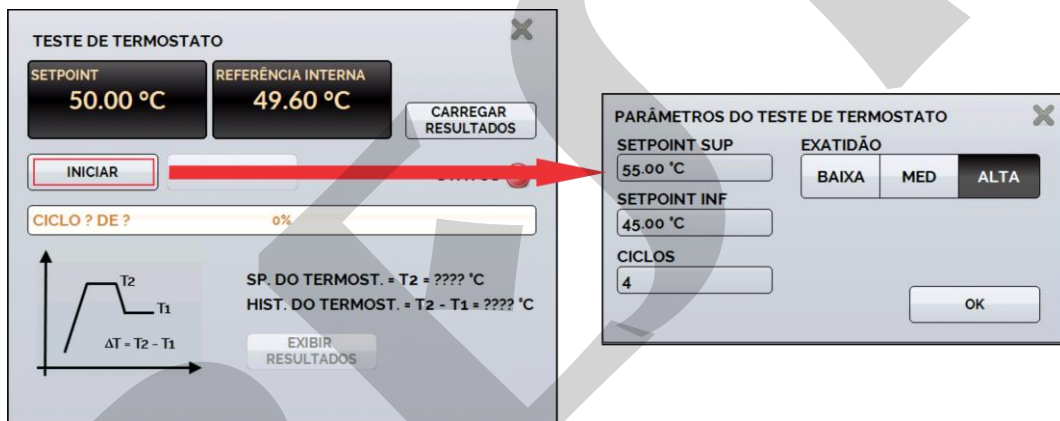 TESTE DE TERMOSTATO
SETPOINT
50.00 °C
REFERÊNCIA INTERNA
49.60 °C
CARREGAR
RESULTADOS
INICIAR
CICLO ? DE ?
0%
T2
T1
ΔT = T2 - T1
SP. DO TERMOST. = T2 = ???? °C
HIST. DO TERMOST. = T2 - T1 = ???? °C
EXIBIR
RESULTADOS
PARÂMETROS DO TESTE DE TERMOSTATO
SETPOINT SUP
55.00 °C
SETPOINT INF
45.00 °C
CICLOS
4
EXATIDÃO
BAIXA
MED
ALTA
OK